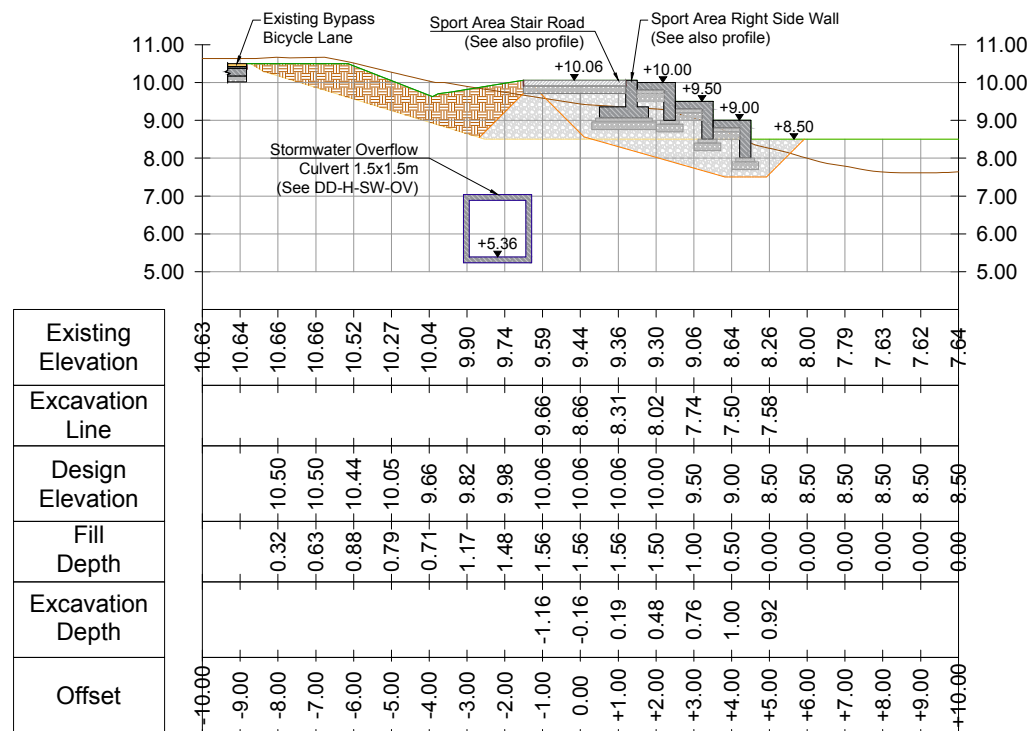 Existing Bypass
Bicycle Lane
Sport Area Stair Road
(See also profile)
Sport Area Right Side Wall
(See also profile)
11.00
10.00
9.00
8.00
7.00
6.00
5.00
11.00
10.00
9.00
8.00
7.00
6.00
5.00
+10.06
+10.00
+9.50
+9.00
+8.50
Stormwater Overflow
Culvert 1.5x1.5m
(See DD-H-SW-OV)
+5.36
Existing
Elevation
10.63 10.64 10.66 10.66 10.52 10.27 10.04 9.90 9.74 9.59 9.44 9.36 9.30 9.06 8.64 8.26 8.00 7.79 7.63 7.62 7.64
Excavation
Line
9.66 8.66 8.31 8.02 7.74 7.50 7.58
Design
Elevation
10.50 10.50 10.44 10.05 9.66 9.82 9.98 10.06 10.06 10.06 10.00 9.50 9.00 8.50 8.50 8.50 8.50 8.50 8.50
Fill
Depth
0.32 0.63 0.88 0.79 0.71 1.17 1.48 1.56 1.56 1.56 1.50 1.00 0.50 0.00 0.00 0.00 0.00 0.00 0.00
Excavation
Depth
-1.16 -0.16 0.19 0.48 0.76 1.00 0.92
Offset
-10.00 -9.00 -8.00 -7.00 -6.00 -5.00 -4.00 -3.00 -2.00 -1.00 0.00 +1.00 +2.00 +3.00 +4.00 +5.00 +6.00 +7.00 +8.00 +9.00 +10.00